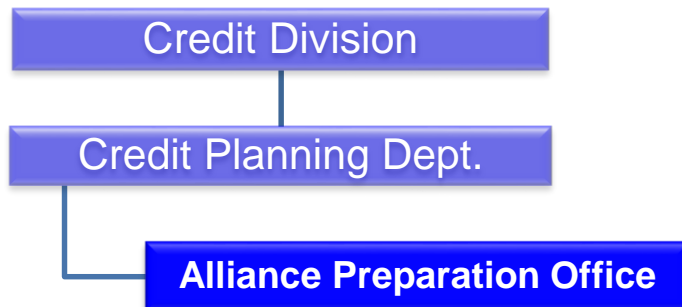 Credit Division
Credit Planning Dept.
Alliance Preparation Office